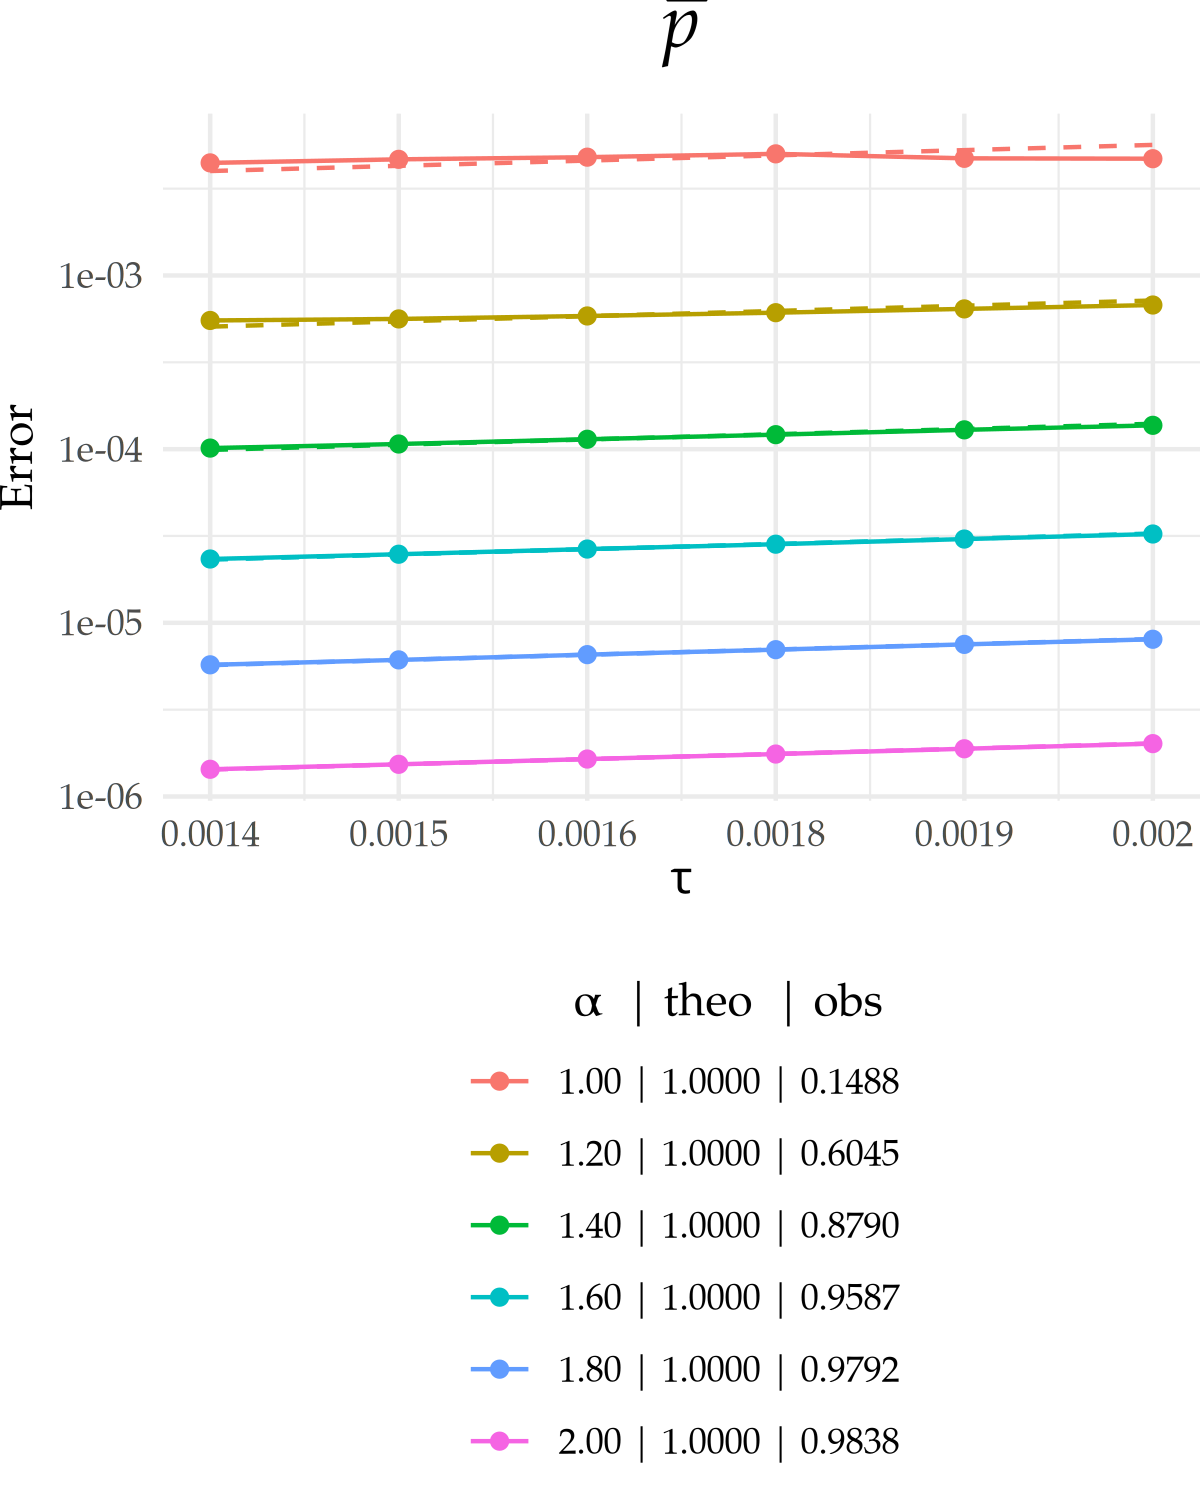 p̅
Error
1e-03
1e-04
1e-05
1e-06
0.0014 0.0015 0.0016 0.0018 0.0019 0.002
τ
α | theo | obs
1.00 | 1.0000 | 0.1488
1.20 | 1.0000 | 0.6045
1.40 | 1.0000 | 0.8790
1.60 | 1.0000 | 0.9587
1.80 | 1.0000 | 0.9792
2.00 | 1.0000 | 0.9838